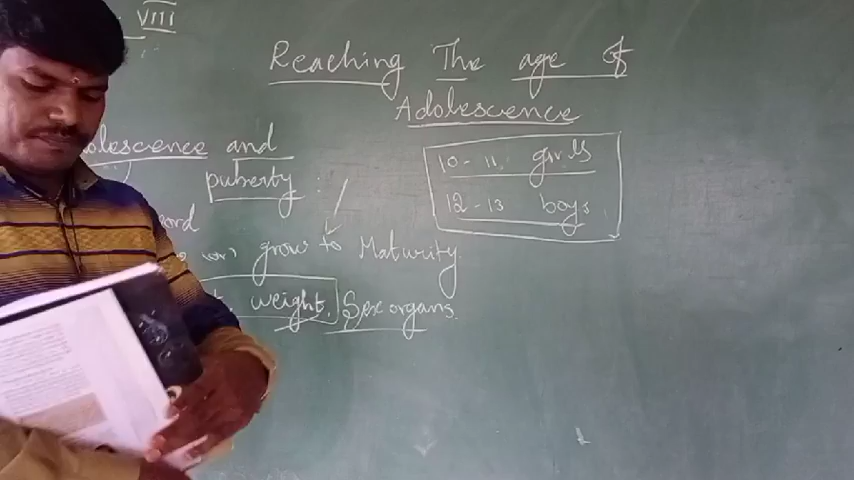 VIII
Reaching The age of
Adolescence
olescence and
puberty :
10-11, girls
12-13 boys
ord
grow to Maturity.
weight, Sex organs.